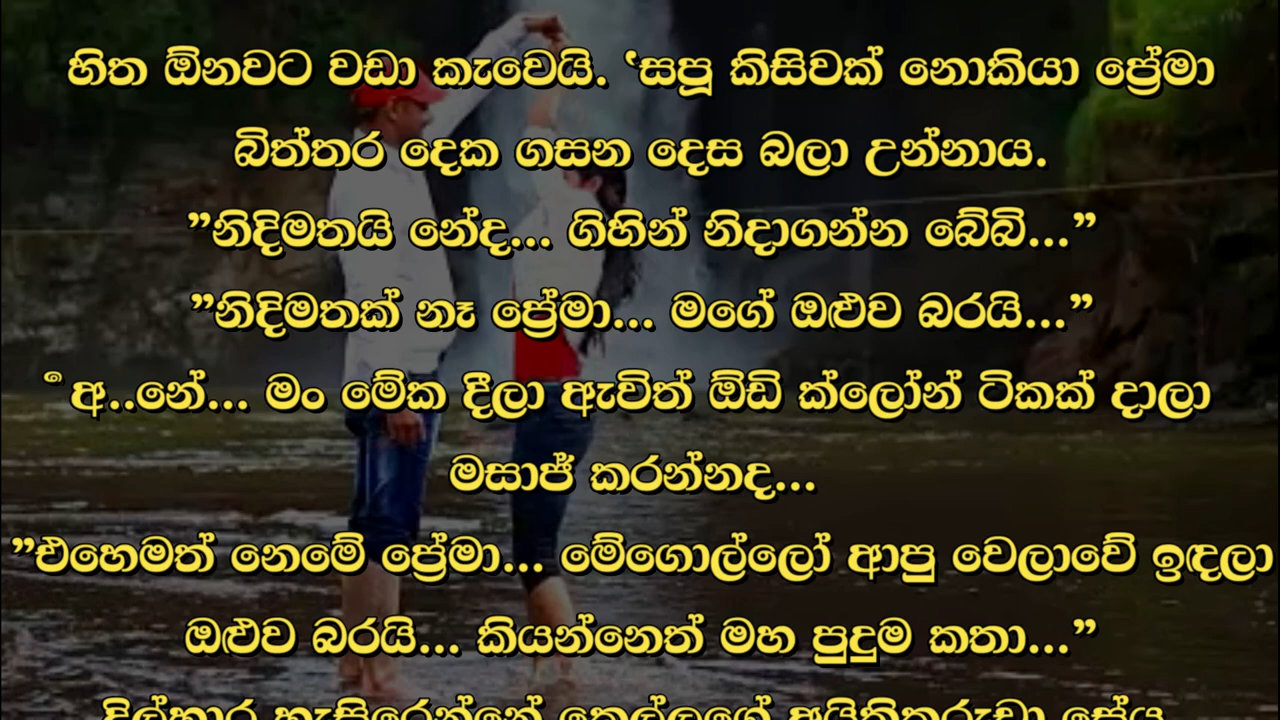 හිත ඕනවට වඩා කැවෙයි. ‘සපූ කිසිවක් නොකියා ප්‍රේමා
බිත්තර දෙක ගසන දෙස බලා උන්නාය.
”නිදිමතයි නේද... ගිහින් නිදාගන්න බේබි...”
”නිදිමතක් නෑ ප්‍රේමා... මගේ ඔළුව බරයි...”
අ..නේ... මං මේක දීලා ඇවිත් ඕඩි ක්ලෝන් ටිකක් දාලා
මසාජ් කරන්නද...
”එහෙමත් නෙමේ ප්‍රේමා... මේගොල්ලෝ ආපු වෙලාවේ ඉඳලා
ඔළුව බරයි... කියන්නෙත් මහ පුදුම කතා...”